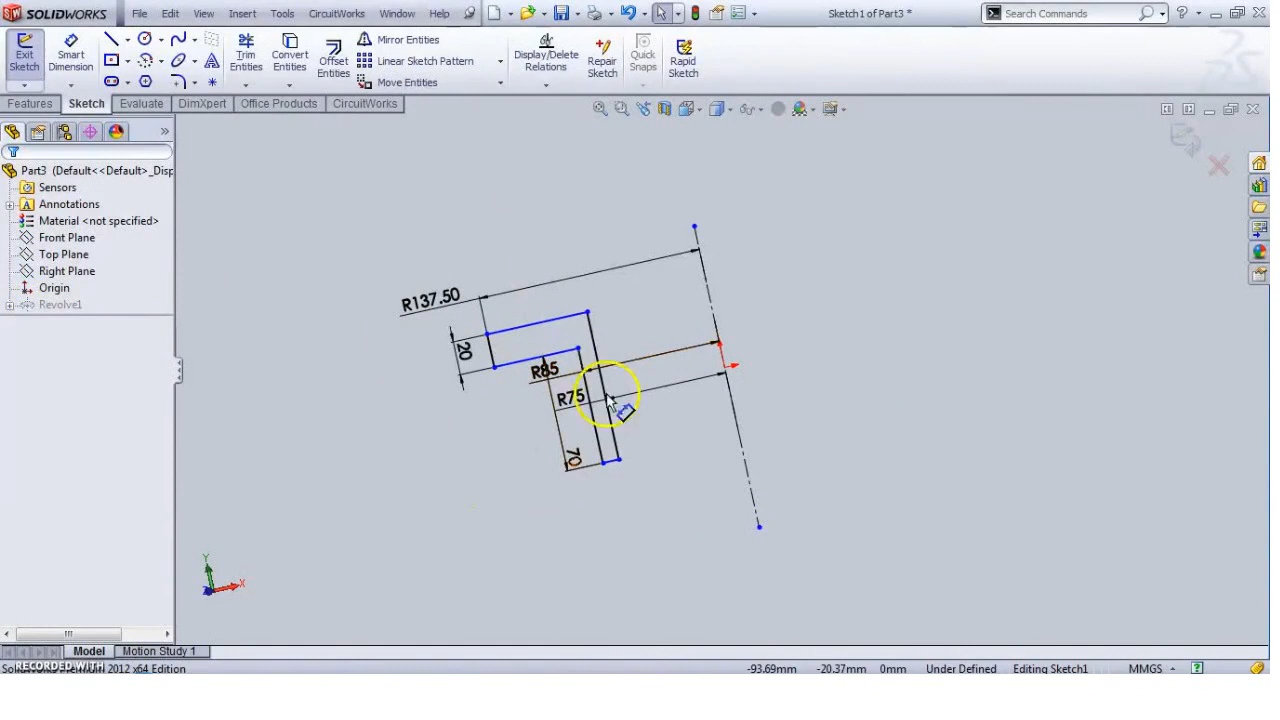 SOLIDWORKS File Edit View Insert Tools CircuitWorks Window Help Sketch1 of Part3 * Search Commands
Exit Sketch
Smart Dimension
Trim Entities
Convert Entities
Offset Entities
Mirror Entities
Linear Sketch Pattern
Move Entities
Display/Delete Relations
Repair Sketch
Quick Snaps
Rapid Sketch
Features Sketch Evaluate DimXpert Office Products CircuitWorks
Part3 (Default<<Default>_Disp
Sensors
Annotations
Material <not specified>
Front Plane
Top Plane
Right Plane
Origin
Revolve1
R137.50
20
R85
R75
70
Y
X
Model Motion Study 1
RECORDED WITH
SolidWorks Premium 2012 x64 Edition -93.69mm -20.37mm 0mm Under Defined Editing Sketch1 MMGS